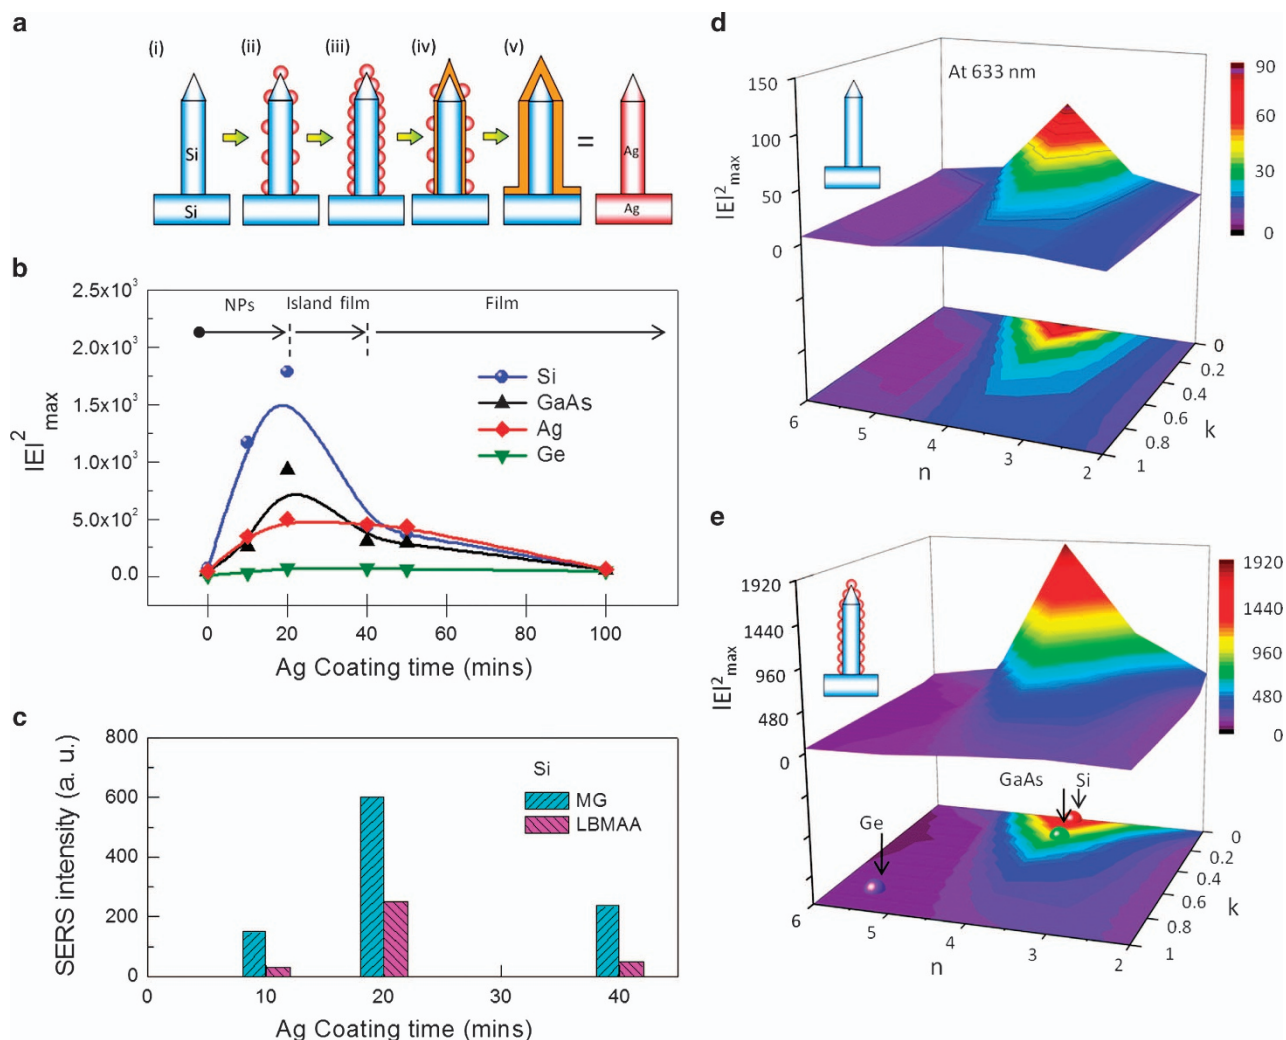 a
(i)
(ii)
(iii)
(iv)
(v)
Si
Si
=
Ag
Ag
b
2.5x10³
2.0x10³
1.5x10³
1.0x10³
5.0x10²
0.0
|E|²max
NPs
Island film
Film
Si
GaAs
Ag
Ge
0
20
40
60
80
100
Ag Coating time (mins)
c
800
600
400
200
0
SERS intensity (a. u.)
Si
MG
LBMAA
0
10
20
30
40
Ag Coating time (mins)
d
150
100
50
0
|E|²max
At 633 nm
90
60
30
0
6
5
4
3
2
n
0
0.2
0.4
0.6
0.8
1
k
e
1920
1440
960
480
0
|E|²max
1920
1440
960
480
0
GaAs
Si
Ge
6
5
4
3
2
n
0
0.2
0.4
0.6
0.8
1
k